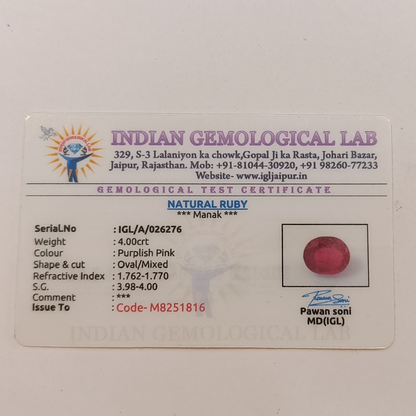 INDIAN GEMOLOGICAL LAB
329, S-3 Lalaniyon ka chowk,Gopal Ji ka Rasta, Johari Bazar,
Jaipur, Rajasthan. Mob: +91-81044-30920, +91 98260-77233
Website- www.igljaipur.in
GEMOLOGICAL TEST CERTIFICATE
NATURAL RUBY
*** Manak ***
Serial.No : IGL/A/026276
Weight : 4.00crt
Colour : Purplish Pink
Shape & cut : Oval/Mixed
Refractive Index : 1.762-1.770
S.G. : 3.98-4.00
Comment : ***
Issue To : Code- M8251816
Pawan soni
MD(IGL)
INDIAN GEMOLOGICAL LAB